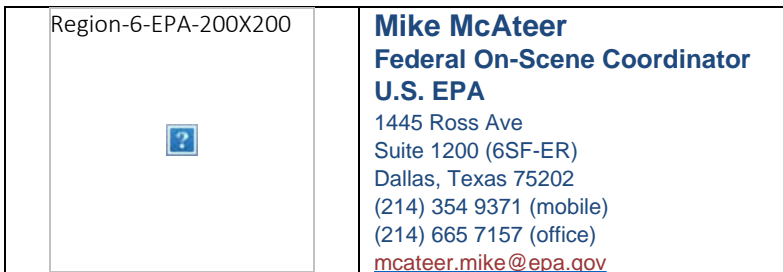 Region-6-EPA-200X200
?
Mike McAteer
Federal On-Scene Coordinator
U.S. EPA
1445 Ross Ave
Suite 1200 (6SF-ER)
Dallas, Texas 75202
(214) 354 9371 (mobile)
(214) 665 7157 (office)
mcateer.mike@epa.gov